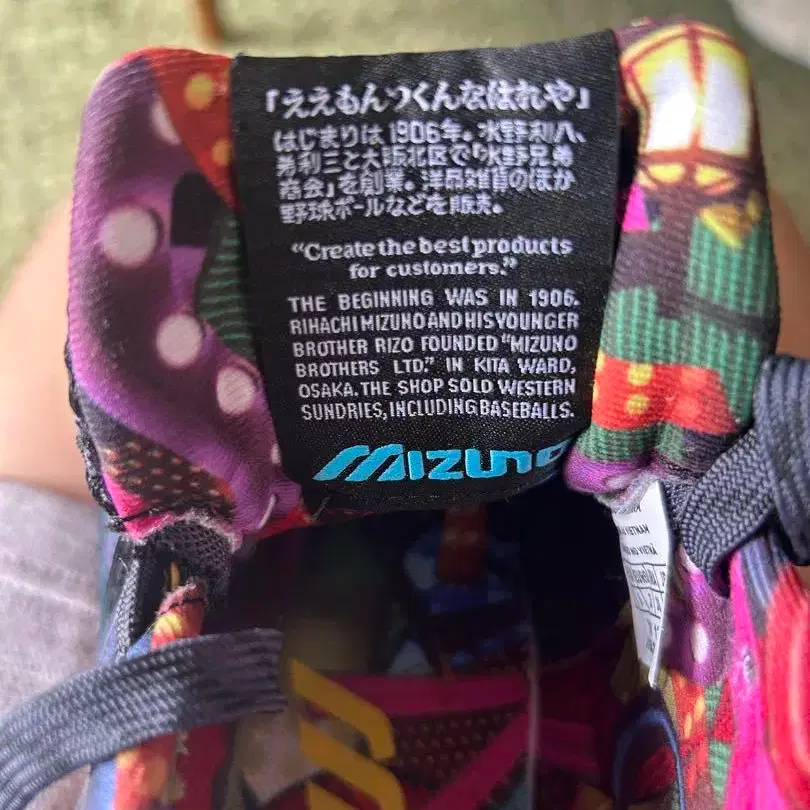 「ええもんつくんなはれや」
はじまりは1906年。水野利八、
弟利三と大阪北区で「水野兄弟
商会」を創業。洋品雑貨のほか
野球ボールなどを販売。
“Create the best products
for customers.”
THE BEGINNING WAS IN 1906.
RIHACHI MIZUNO AND HIS YOUNGER
BROTHER RIZO FOUNDED “MIZUNO
BROTHERS LTD.” IN KITA WARD,
OSAKA. THE SHOP SOLD WESTERN
SUNDRIES, INCLUDING BASEBALLS.
MIZUNO
VIETNAM